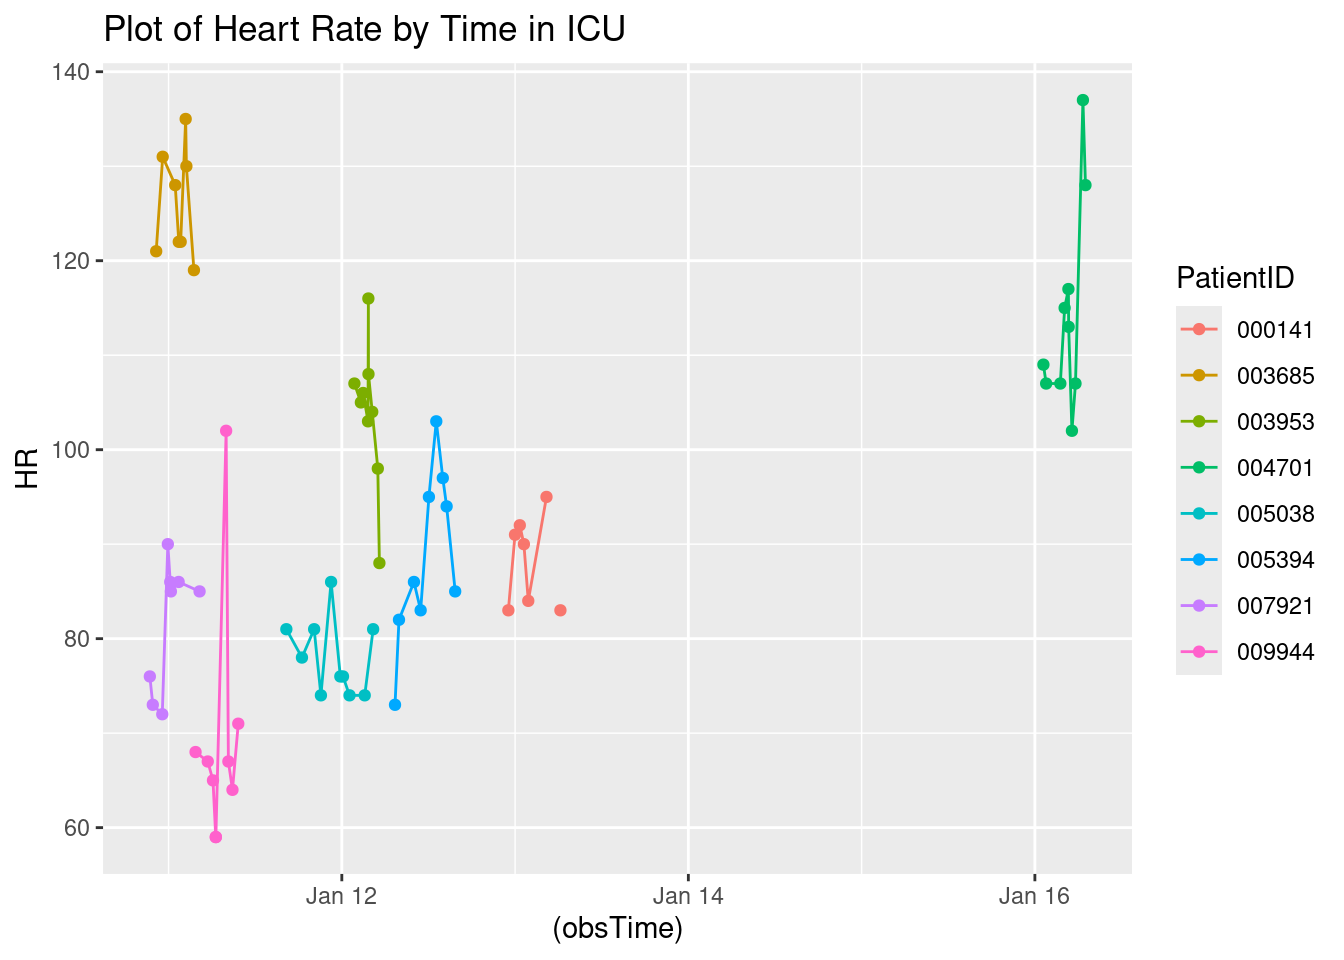 Plot of Heart Rate by Time in ICU
140
120
100
80
60
HR
Jan 12
Jan 14
Jan 16
(obsTime)
PatientID
000141
003685
003953
004701
005038
005394
007921
009944